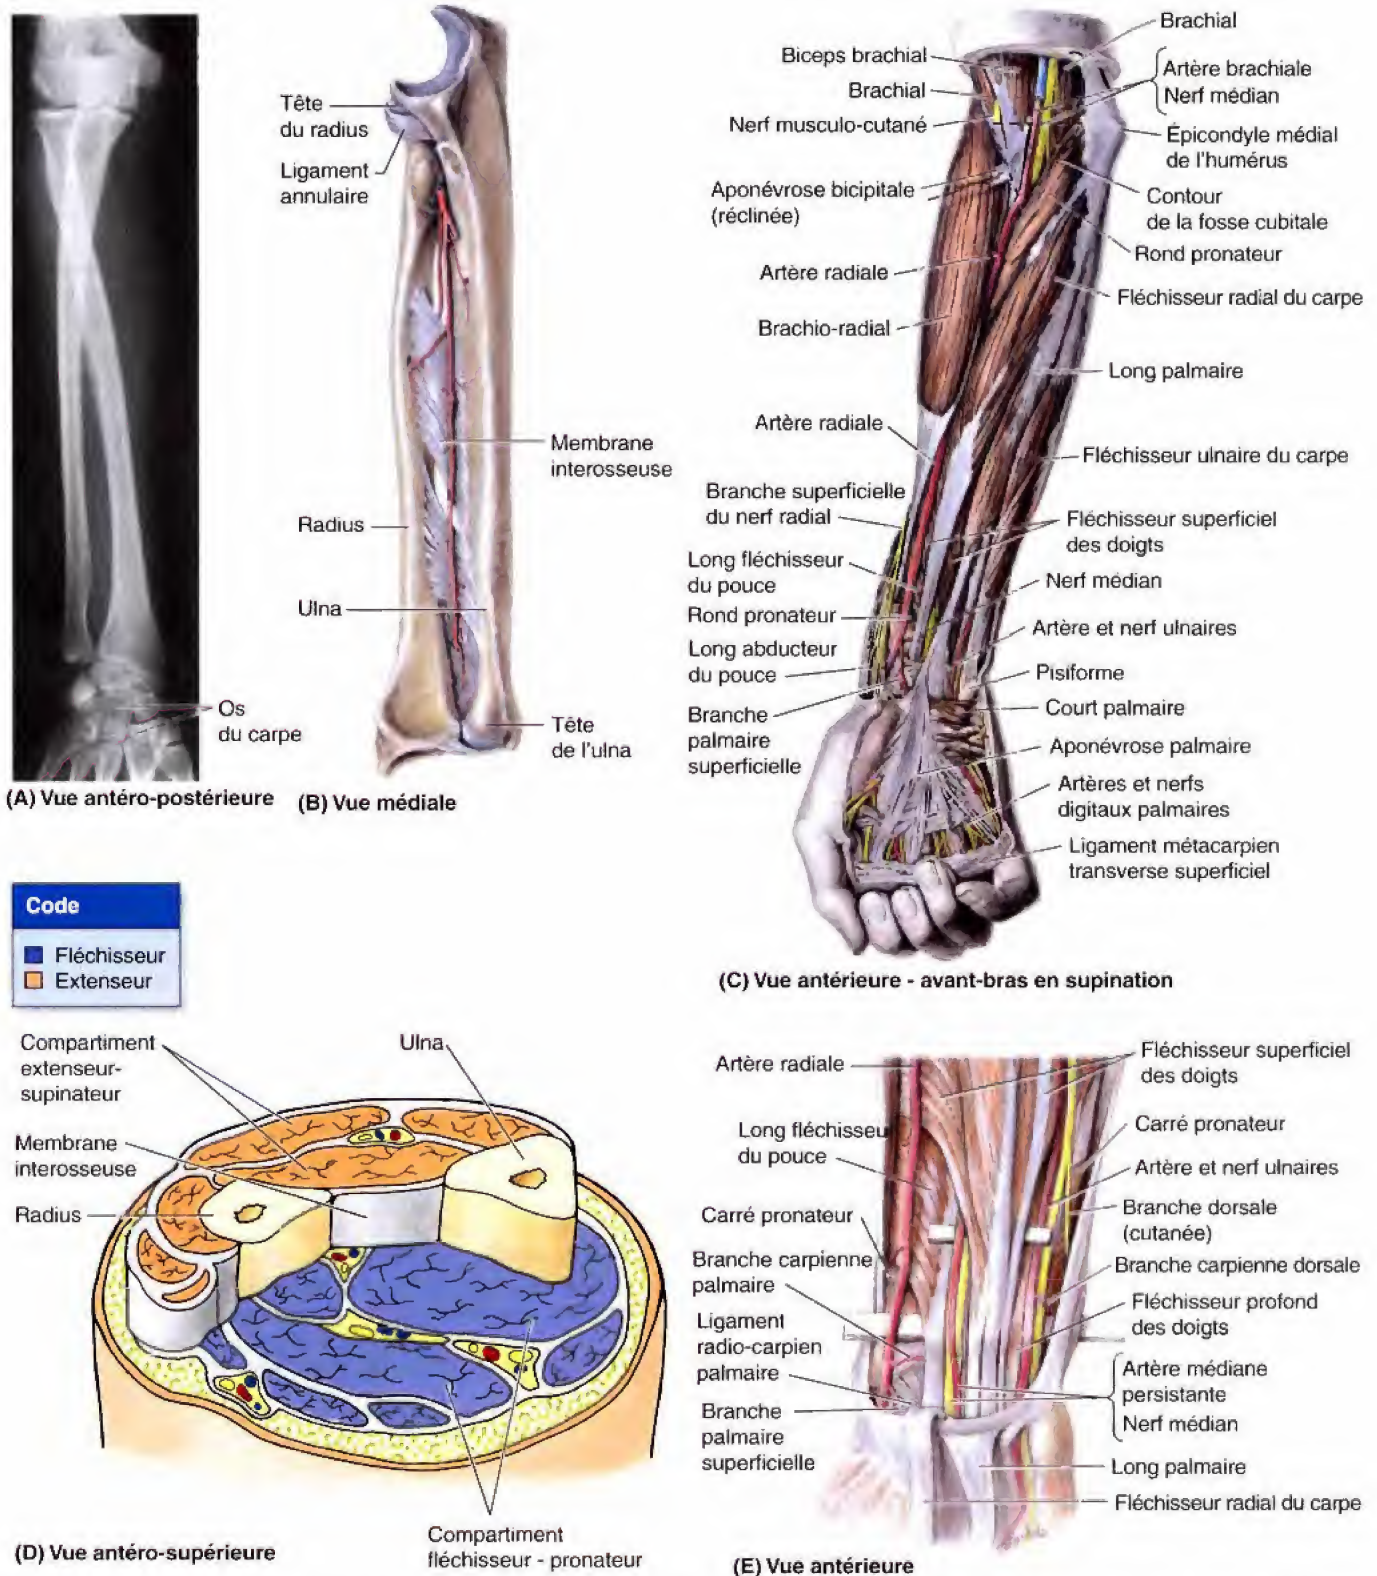 Tête
du radius
Ligament
annulaire
Membrane
interosseuse
Radius
Ulna
Os
du carpe
Tête
de l'ulna
(A) Vue antéro-postérieure
(B) Vue médiale
Brachial
Biceps brachial
Artère brachiale
Nerf médian
Brachial
Nerf musculo-cutané
Épicondyle médial
de l'humérus
Aponévrose bicipitale
(réclinée)
Contour
de la fosse cubitale
Rond pronateur
Artère radiale
Fléchisseur radial du carpe
Brachio-radial
Long palmaire
Artère radiale
Fléchisseur ulnaire du carpe
Branche superficielle
du nerf radial
Fléchisseur superficiel
des doigts
Long fléchisseur
du pouce
Nerf médian
Rond pronateur
Artère et nerf ulnaires
Long abducteur
du pouce
Pisiforme
Court palmaire
Branche
palmaire
superficielle
Aponévrose palmaire
Artères et nerfs
digitaux palmaires
Ligament métacarpien
transverse superficiel
(C) Vue antérieure - avant-bras en supination
Code
Fléchisseur
Extenseur
Compartiment
extenseur-
supinateur
Ulna
Membrane
interosseuse
Radius
Compartiment
fléchisseur - pronateur
(D) Vue antéro-supérieure
Artère radiale
Fléchisseur superficiel
des doigts
Long fléchisseu
du pouce
Carré pronateur
Artère et nerf ulnaires
Carré pronateur
Branche dorsale
(cutanée)
Branche carpienne
palmaire
Branche carpienne dorsale
Ligament
radio-carpien
palmaire
Fléchisseur profond
des doigts
Artère médiane
persistante
Nerf médian
Branche
palmaire
superficielle
Long palmaire
Fléchisseur radial du carpe
(E) Vue antérieure